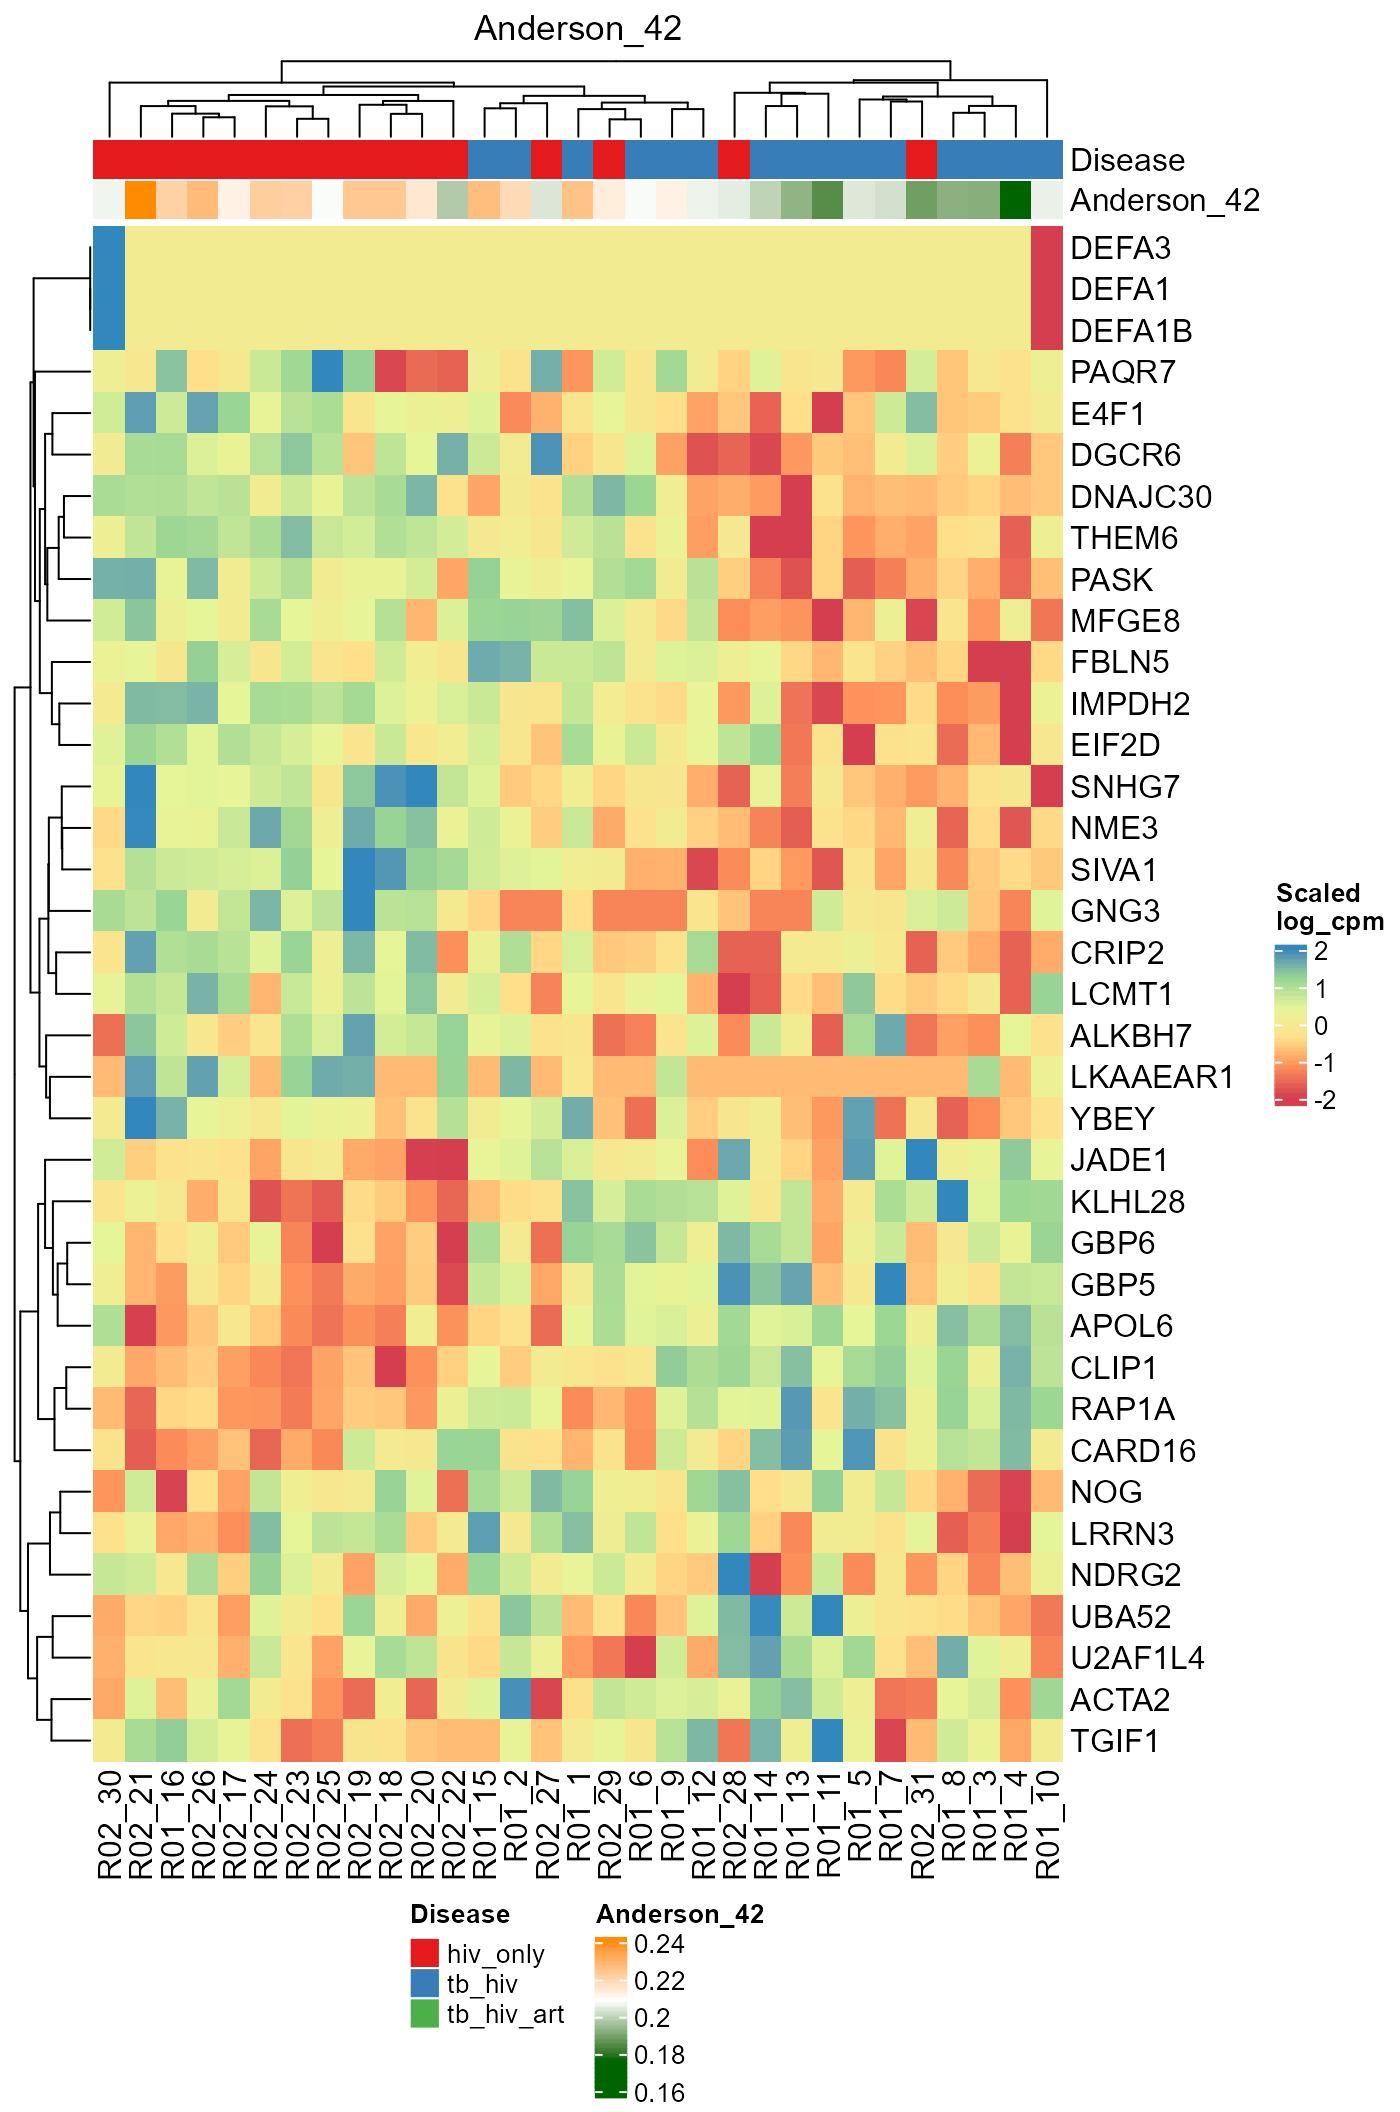 Anderson_42
Disease
Anderson_42
DEFA3
DEFA1
DEFA1B
PAQR7
E4F1
DGCR6
DNAJC30
THEM6
PASK
MFGE8
FBLN5
IMPDH2
EIF2D
SNHG7
NME3
SIVA1
GNG3
CRIP2
LCMT1
ALKBH7
LKAAEAR1
YBEY
JADE1
KLHL28
GBP6
GBP5
APOL6
CLIP1
RAP1A
CARD16
NOG
LRRN3
NDRG2
UBA52
U2AF1L4
ACTA2
TGIF1
Scaled
log_cpm
2
1
0
-1
-2
R02_30
R02_21
R01_16
R02_26
R02_17
R02_24
R02_23
R02_25
R02_19
R02_18
R02_20
R02_22
R01_15
R01_2
R02_27
R01_1
R02_29
R01_6
R01_9
R01_12
R02_28
R01_14
R01_13
R01_11
R01_5
R01_7
R02_31
R01_8
R01_3
R01_4
R01_10
Disease
hiv_only
tb_hiv
tb_hiv_art
Anderson_42
0.24
0.22
0.2
0.18
0.16